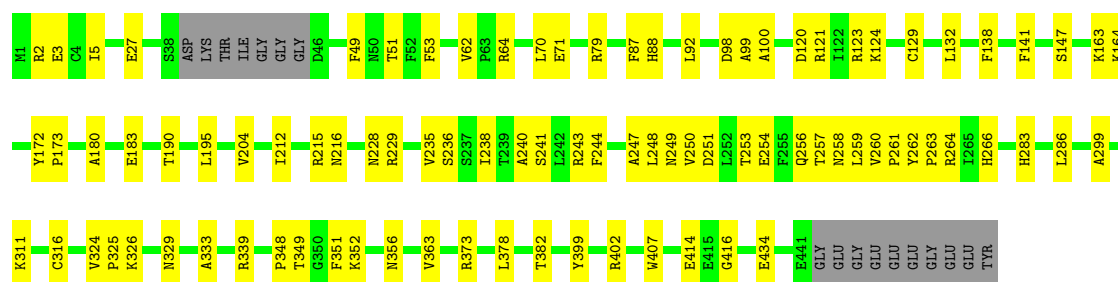 M1 R2 E3 C4 I5 E27 S38 ASP LYS THR ILE GLY GLY GLY D46 F49 N50 T51 F52 F53 V62 P63 R64 L70 E71 R79 F87 H88 L92 D98 A99 A100 D120 R121 I122 R123 K124 C129 L132 F138 F141 S147 K163 K164
Y172 P173 A180 E183 T190 L195 V204 I212 R215 N216 N228 R229 V235 S236 S237 I238 T239 A240 S241 L242 R243 F244 A247 L248 N249 V250 D251 L252 T253 E254 F255 Q256 T257 N258 L259 V260 P261 Y262 P263 R264 I265 H266 H283 L286 A299
K311 C316 V324 P325 K326 N329 A333 R339 P348 T349 G350 F351 K352 N356 V363 R373 L378 T382 Y399 R402 W407 E414 E415 G416 E434 E441 GLY GLU GLY GLU GLU GLU GLY GLU GLU TYR